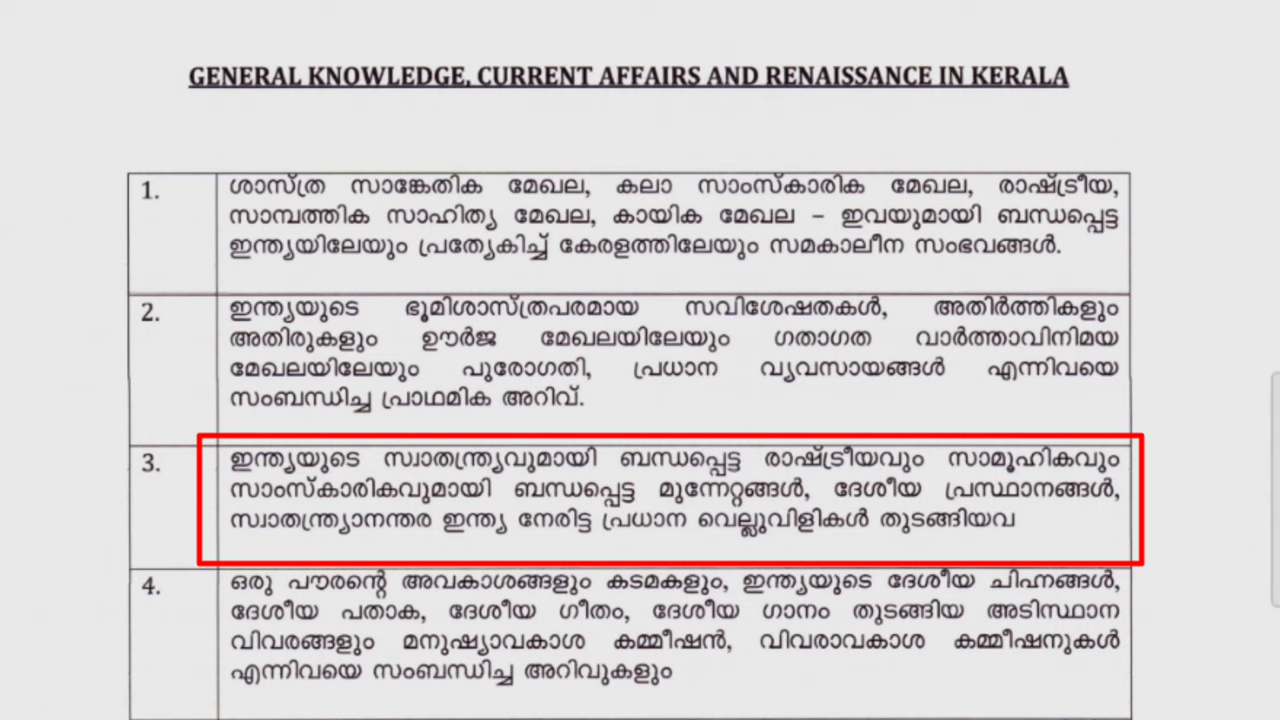 GENERAL KNOWLEDGE, CURRENT AFFAIRS AND RENAISSANCE IN KERALA
1.
ശാസ്ത്ര സാങ്കേതിക മേഖല, കലാ സാംസ്കാരിക മേഖല, രാഷ്ട്രീയ,
സാമ്പത്തിക സാഹിത്യ മേഖല, കായിക മേഖല – ഇവയുമായി ബന്ധപ്പെട്ട
ഇന്ത്യയിലേയും പ്രത്യേകിച്ച് കേരളത്തിലേയും സമകാലീന സംഭവങ്ങൾ.
2.
ഇന്ത്യയുടെ ഭൂമിശാസ്ത്രപരമായ സവിശേഷതകൾ, അതിർത്തികളും
അതിരുകളും ഊർജ മേഖലയിലേയും ഗതാഗത വാർത്താവിനിമയ
മേഖലയിലേയും പുരോഗതി, പ്രധാന വ്യവസായങ്ങൾ എന്നിവയെ
സംബന്ധിച്ച പ്രാഥമിക അറിവ്.
3.
ഇന്ത്യയുടെ സ്വാതന്ത്ര്യവുമായി ബന്ധപ്പെട്ട രാഷ്ട്രീയവും സാമൂഹികവും
സാംസ്കാരികവുമായി ബന്ധപ്പെട്ട മുന്നേറ്റങ്ങൾ, ദേശീയ പ്രസ്ഥാനങ്ങൾ,
സ്വാതന്ത്ര്യാനന്തര ഇന്ത്യ നേരിട്ട പ്രധാന വെല്ലുവിളികൾ തുടങ്ങിയവ
4.
ഒരു പൗരന്റെ അവകാശങ്ങളും കടമകളും, ഇന്ത്യയുടെ ദേശീയ ചിഹ്നങ്ങൾ,
ദേശീയ പതാക, ദേശീയ ഗീതം, ദേശീയ ഗാനം തുടങ്ങിയ അടിസ്ഥാന
വിവരങ്ങളും മനുഷ്യാവകാശ കമ്മീഷൻ, വിവരാവകാശ കമ്മീഷനുകൾ
എന്നിവയെ സംബന്ധിച്ച അറിവുകളും